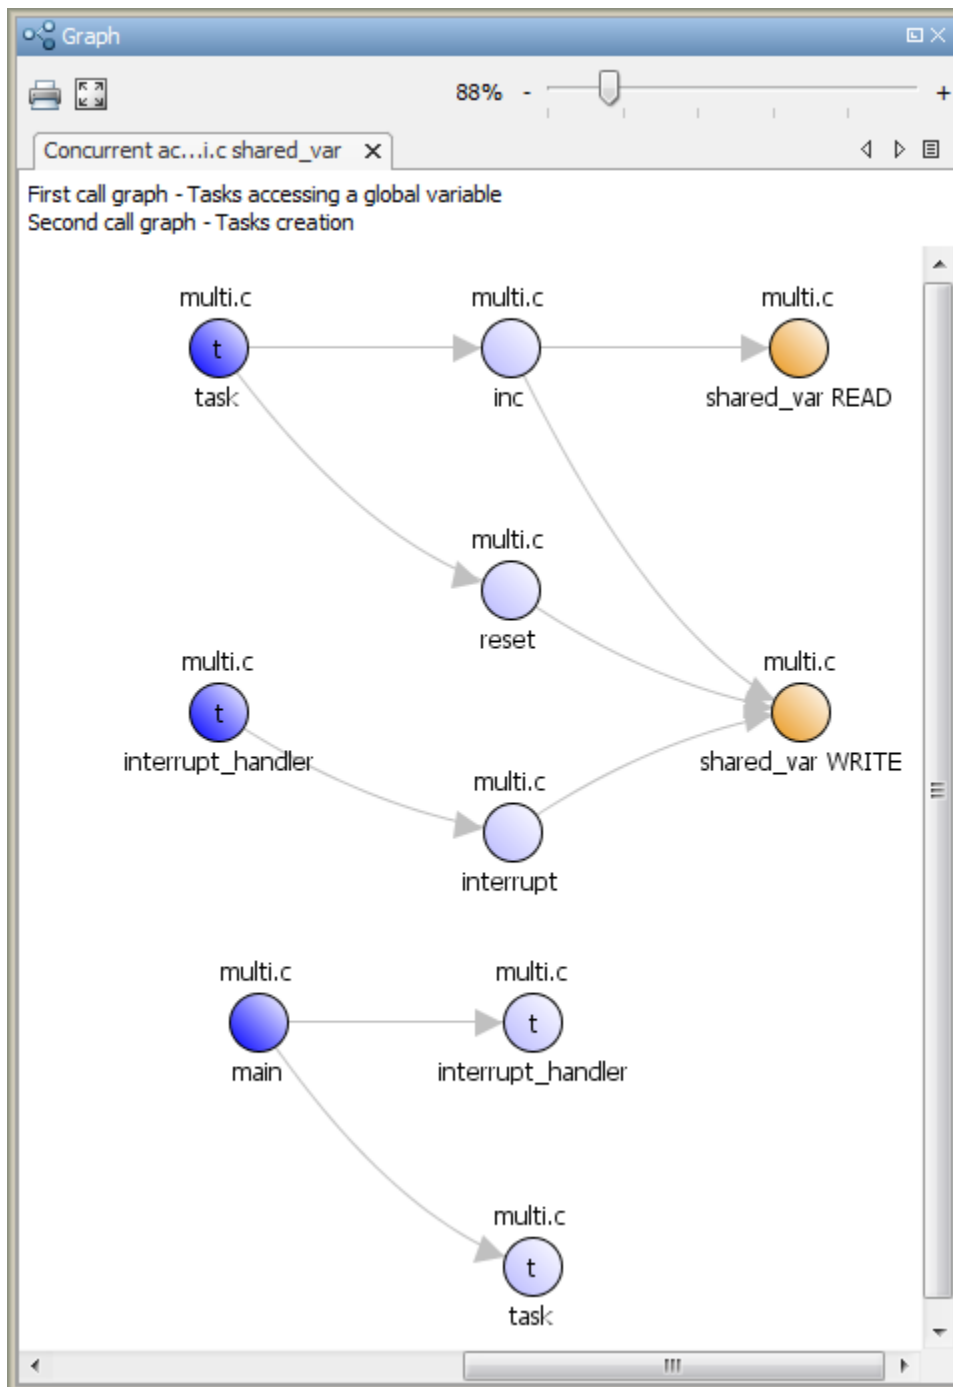 Graph
88% - +
Concurrent ac...i.c shared_var X
First call graph - Tasks accessing a global variable
Second call graph - Tasks creation
multi.c multi.c multi.c
t
task inc shared_var READ
multi.c
reset
multi.c multi.c
t
interrupt_handler shared_var WRITE
multi.c
interrupt
multi.c multi.c
t
main interrupt_handler
multi.c
t
task